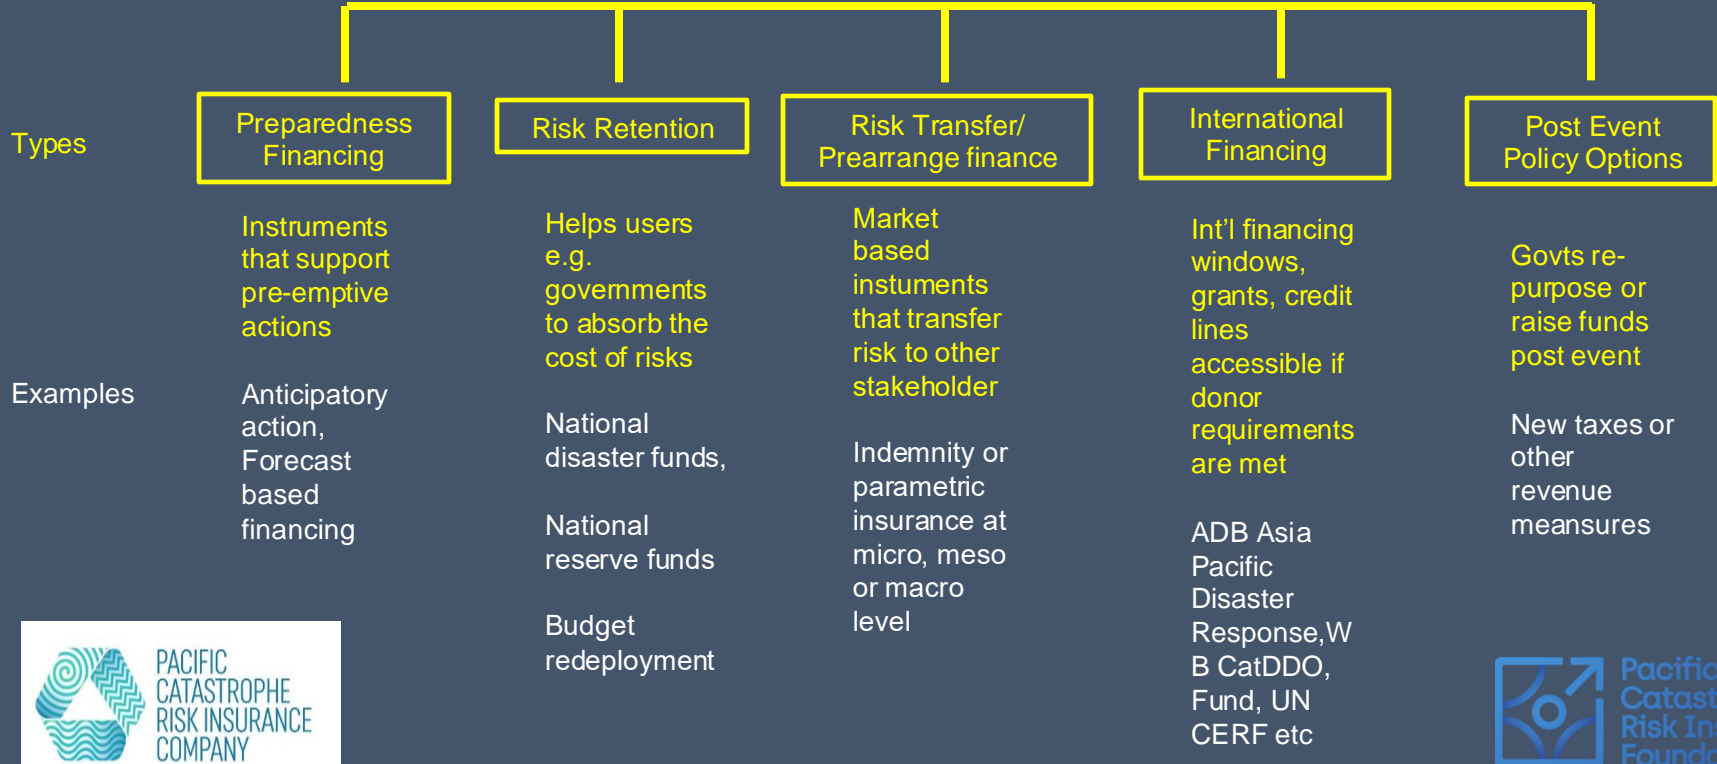 Types
Preparedness
Financing
Risk Retention
Risk Transfer/
Prearrange finance
International
Financing
Post Event
Policy Options
Instruments
that support
pre-emptive
actions
Helps users
e.g.
governments
to absorb the
cost of risks
Market
based
instuments
that transfer
risk to other
stakeholder
Int'l financing
windows,
grants, credit
lines
accessible if
donor
requirements
are met
Govts re-
purpose or
raise funds
post event
Examples
Anticipatory
action,
Forecast
based
financing
National
disaster funds,
National
reserve funds
Budget
redeployment
Indemnity or
parametric
insurance at
micro, meso
or macro
level
ADB Asia
Pacific
Disaster
Response,W
B CatDDO,
Fund, UN
CERF etc
New taxes or
other
revenue
meansures
PACIFIC
CATASTROPHE
RISK INSURANCE
COMPANY
Pacific
Catast
Risk Ins
Founda